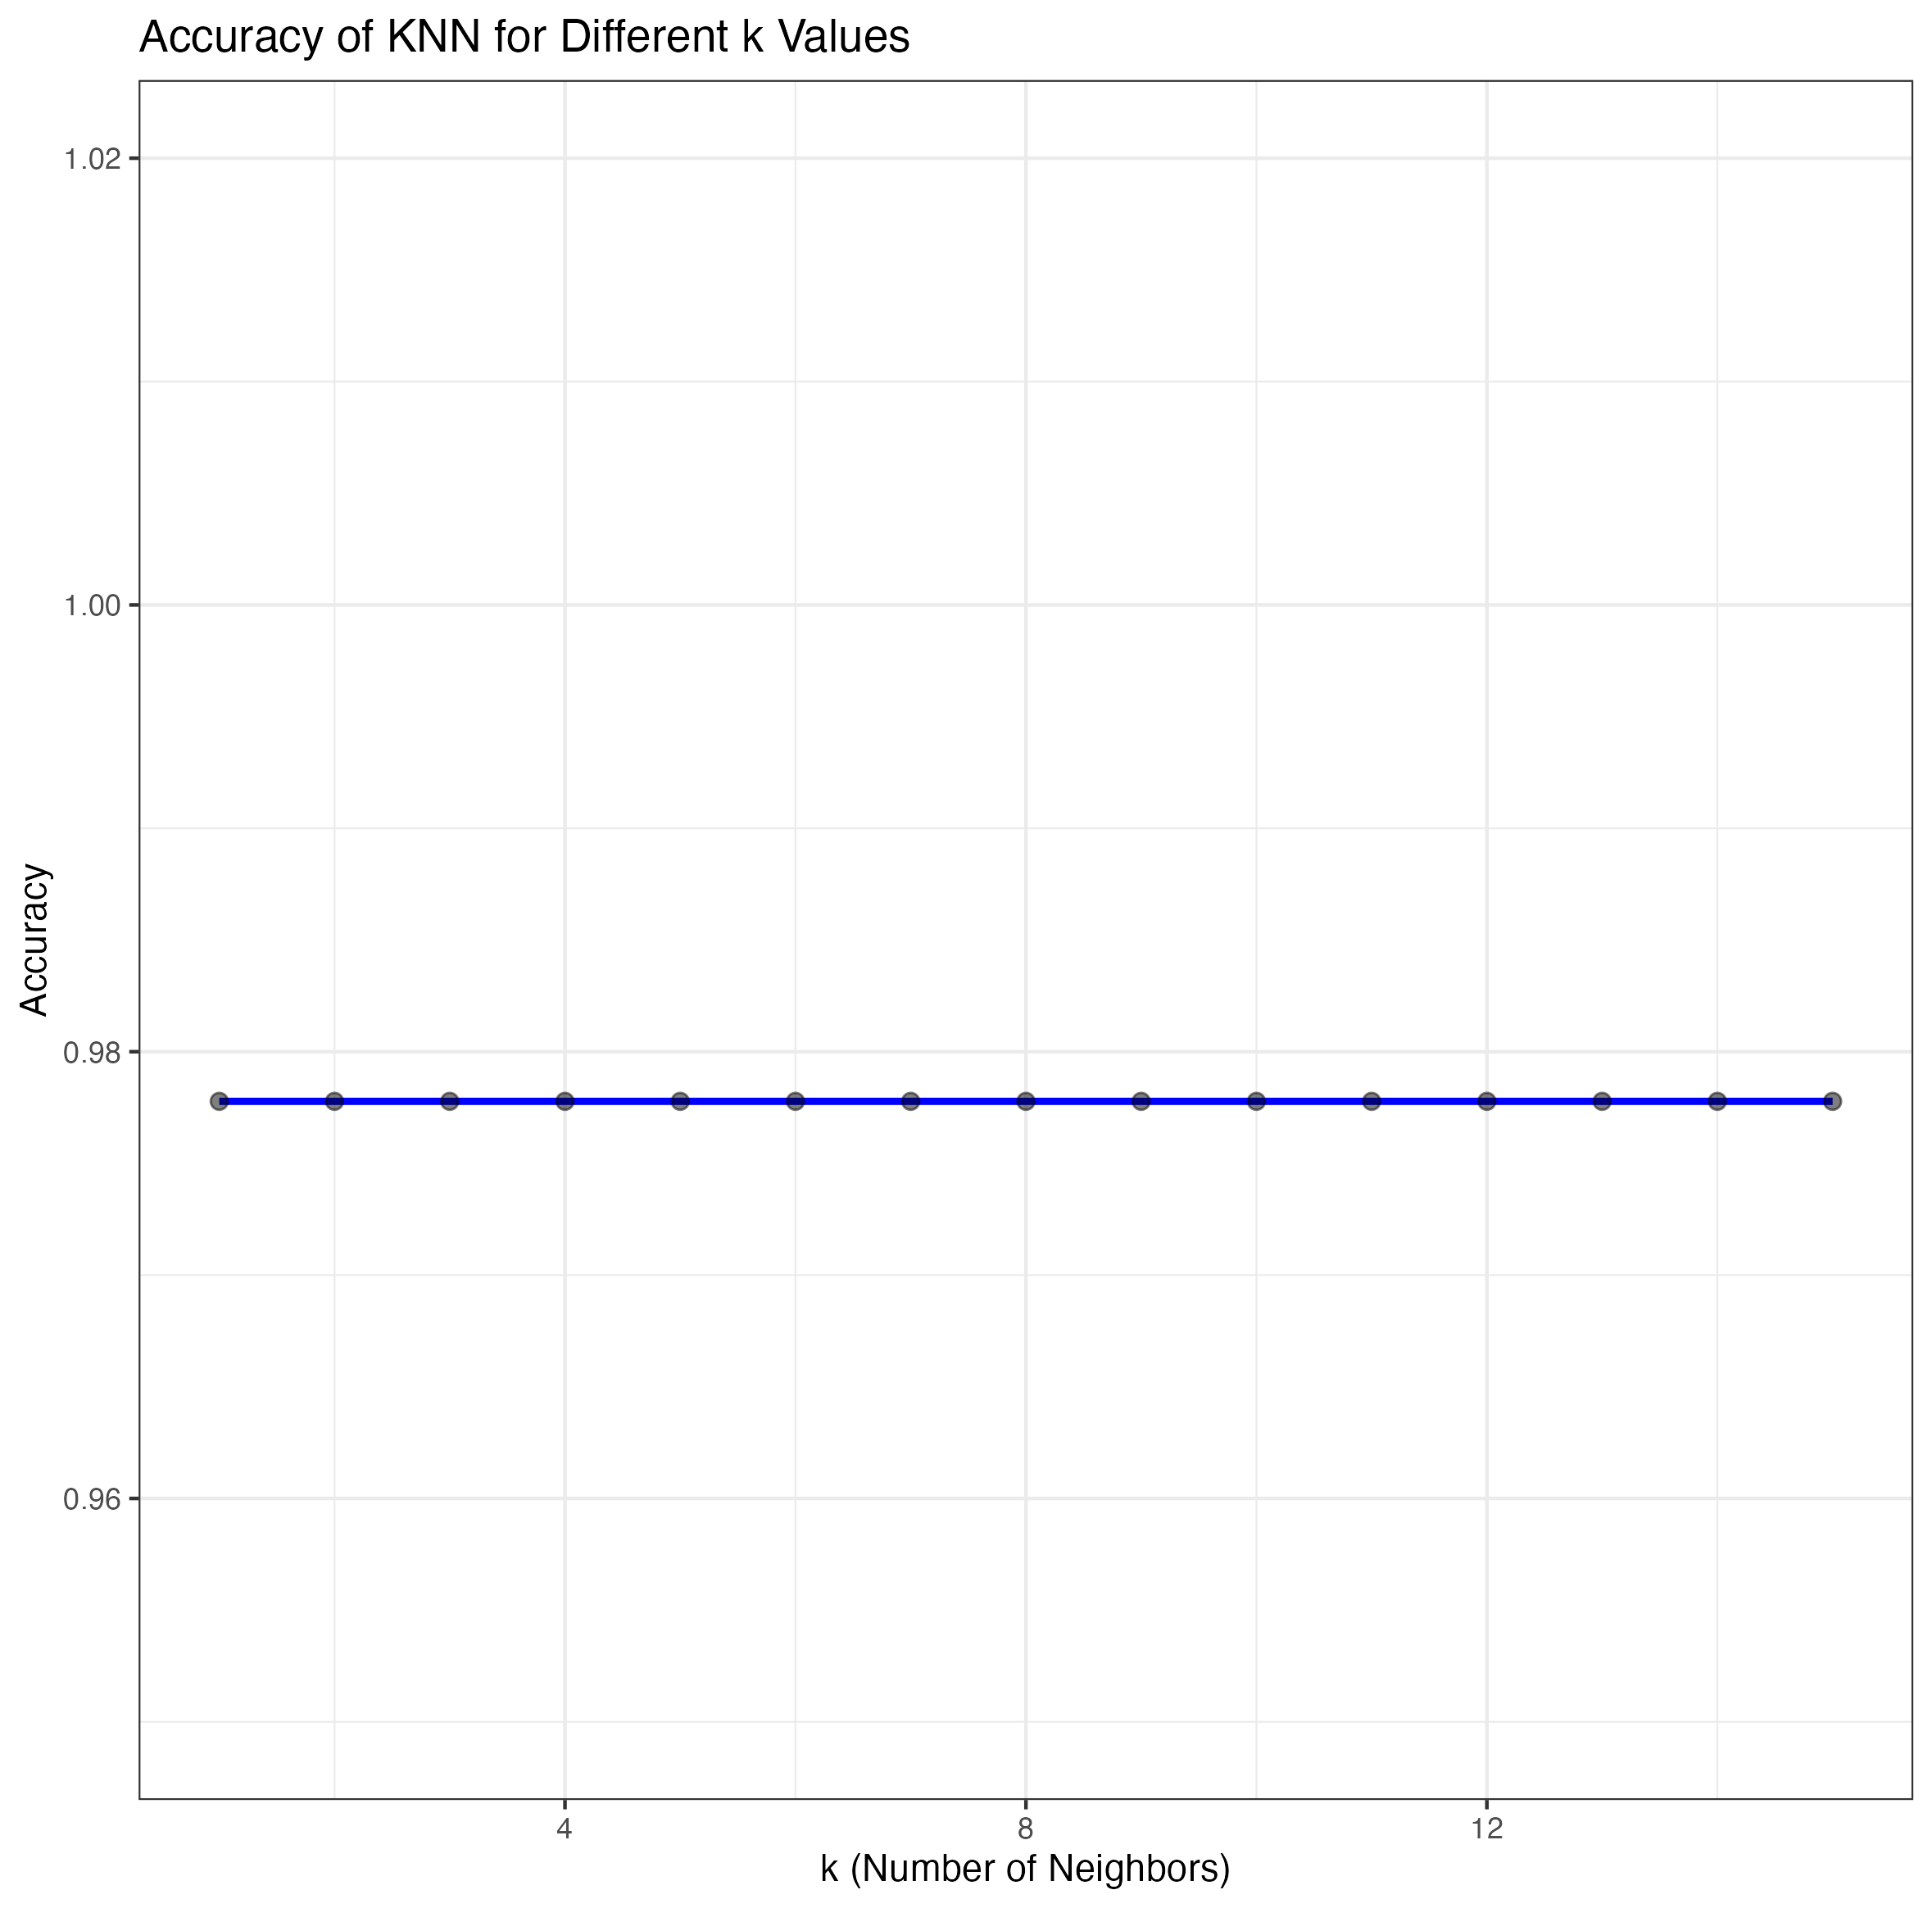 Accuracy of KNN for Different k Values
1.02
1.00
0.98
0.96
Accuracy
4
8
12
k (Number of Neighbors)